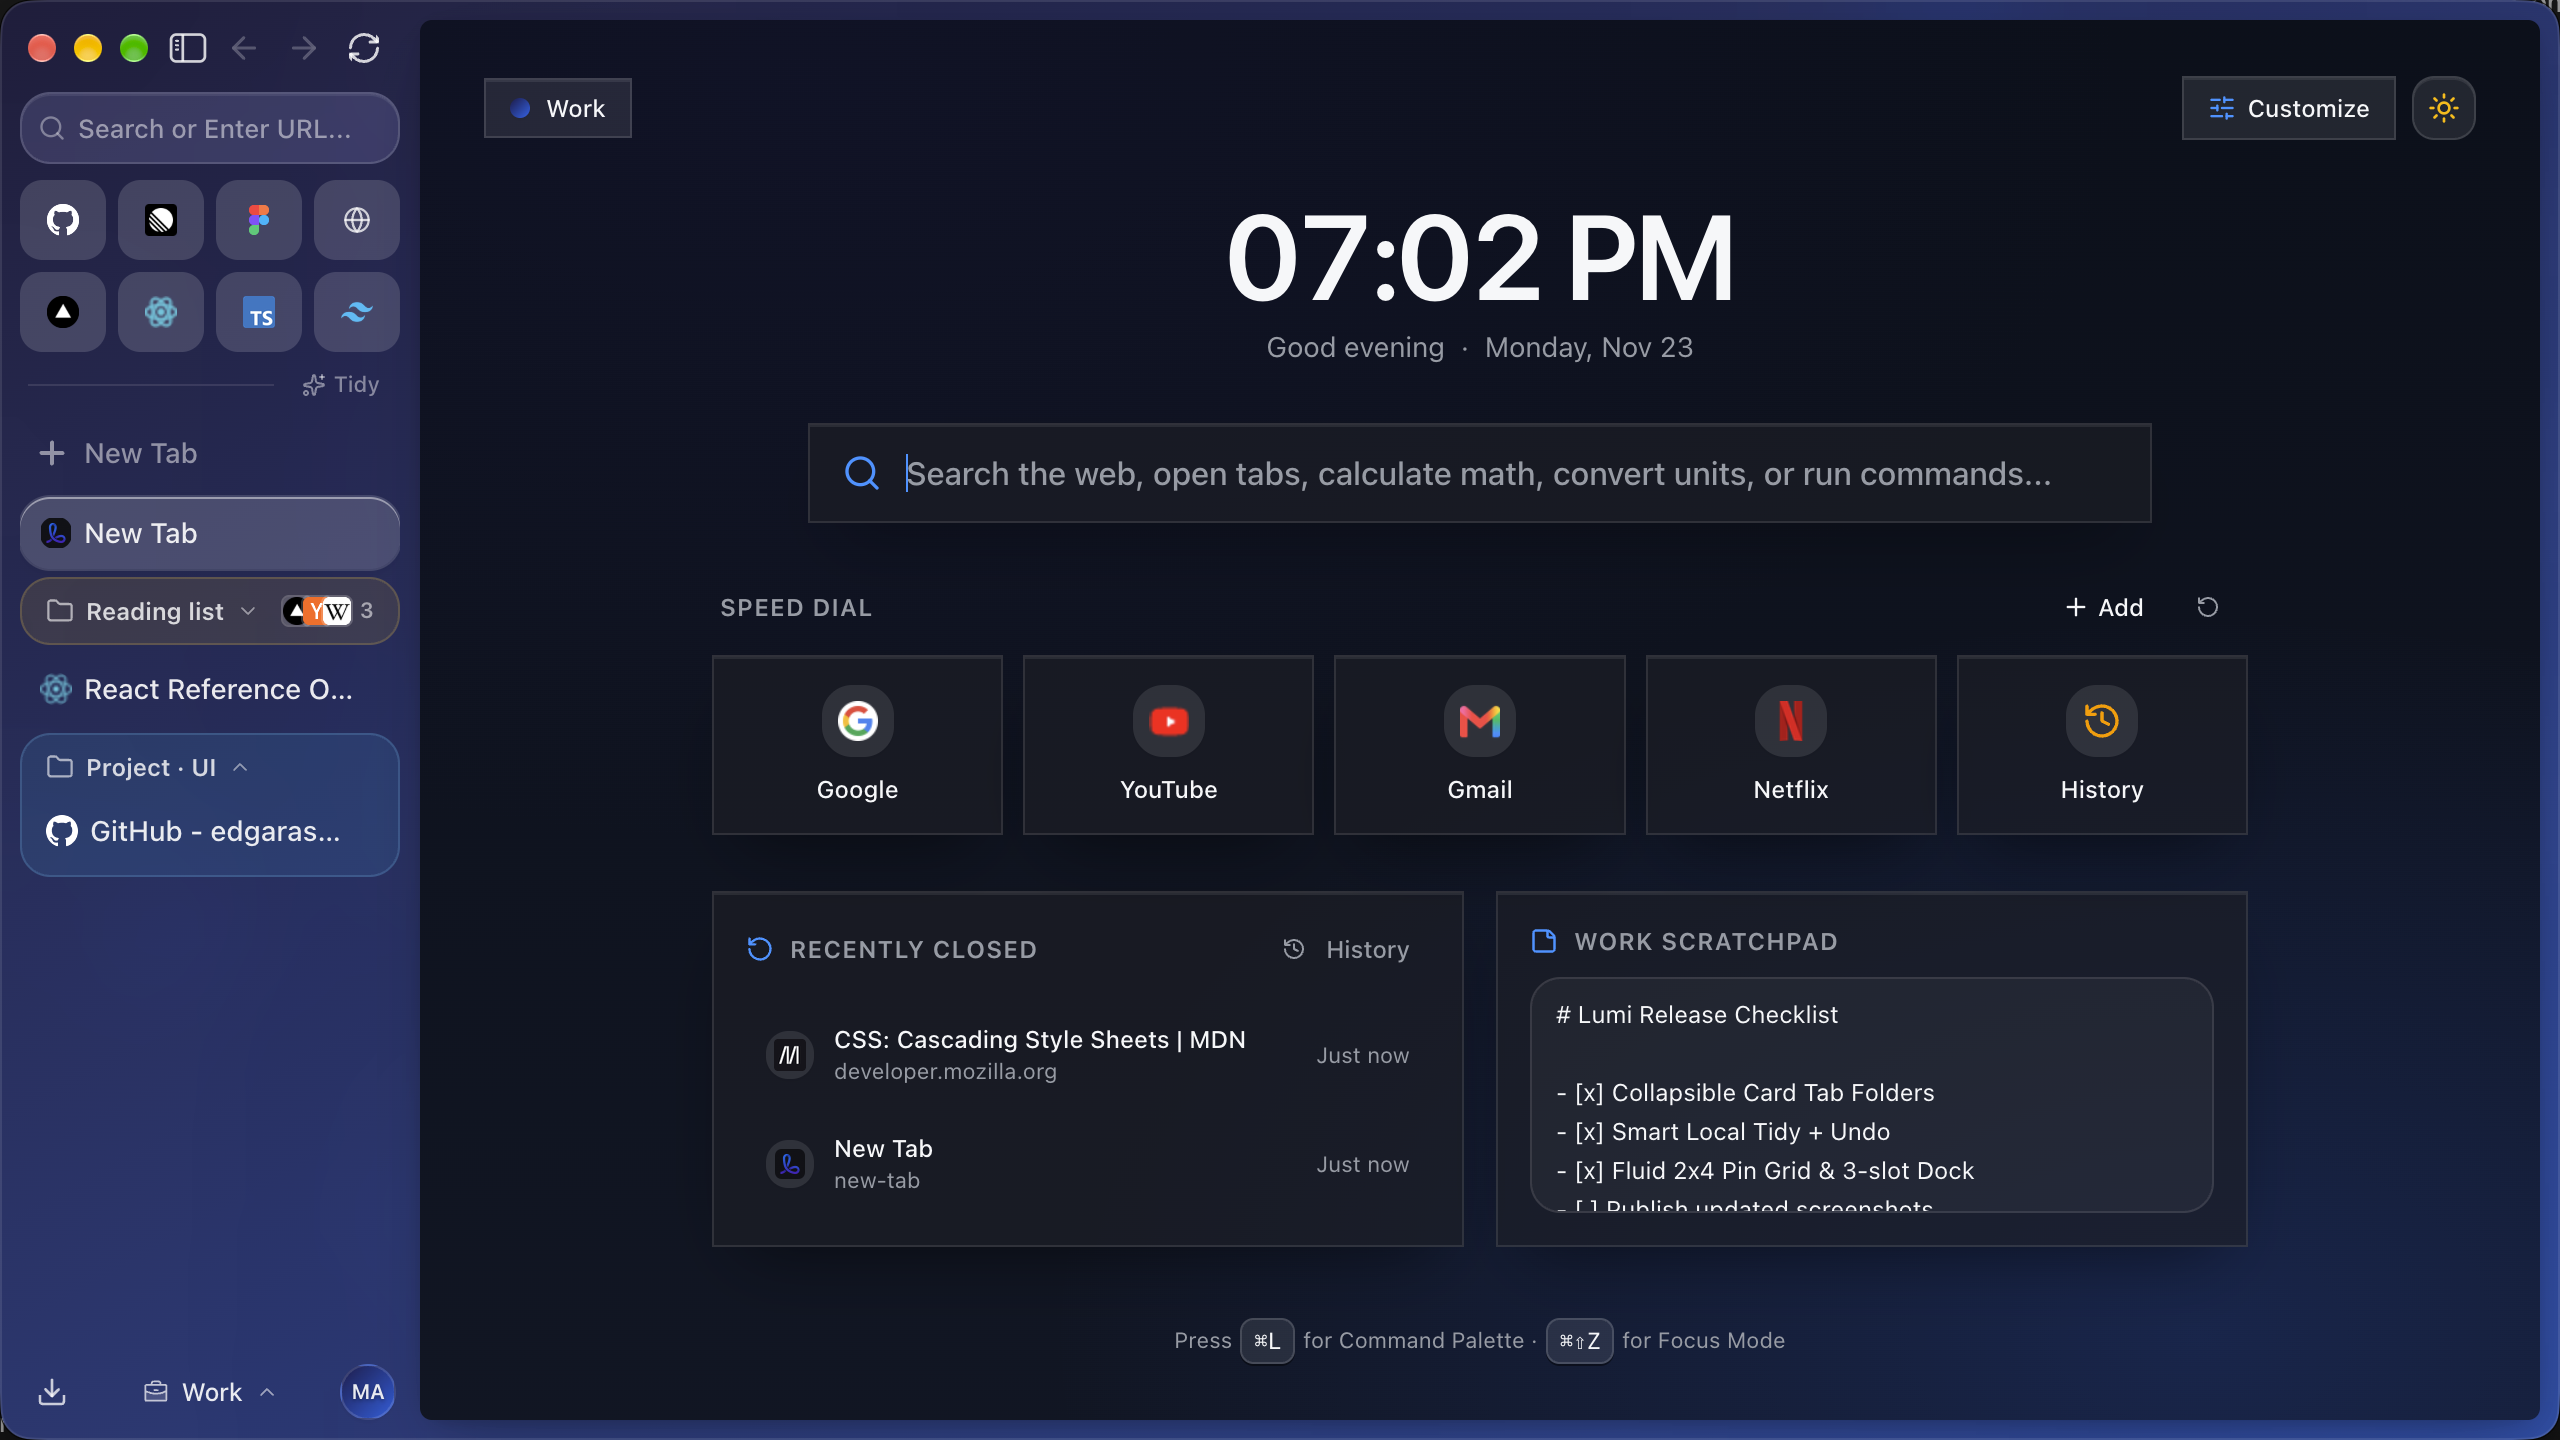 Search or Enter URL...
TS
Tidy
New Tab
New Tab
Reading list
Y W 3
React Reference O...
Project · UI
GitHub - edgaras...
Work
MA
Work
Customize
07:02 PM
Good evening · Monday, Nov 23
Search the web, open tabs, calculate math, convert units, or run commands...
SPEED DIAL
+ Add
Google
YouTube
Gmail
Netflix
History
RECENTLY CLOSED
History
CSS: Cascading Style Sheets | MDN
developer.mozilla.org
Just now
New Tab
new-tab
Just now
WORK SCRATCHPAD
# Lumi Release Checklist
- [x] Collapsible Card Tab Folders
- [x] Smart Local Tidy + Undo
- [x] Fluid 2x4 Pin Grid & 3-slot Dock
- [ ] Publish updated screenshots
Press ⌘L for Command Palette · ⌘⇧Z for Focus Mode